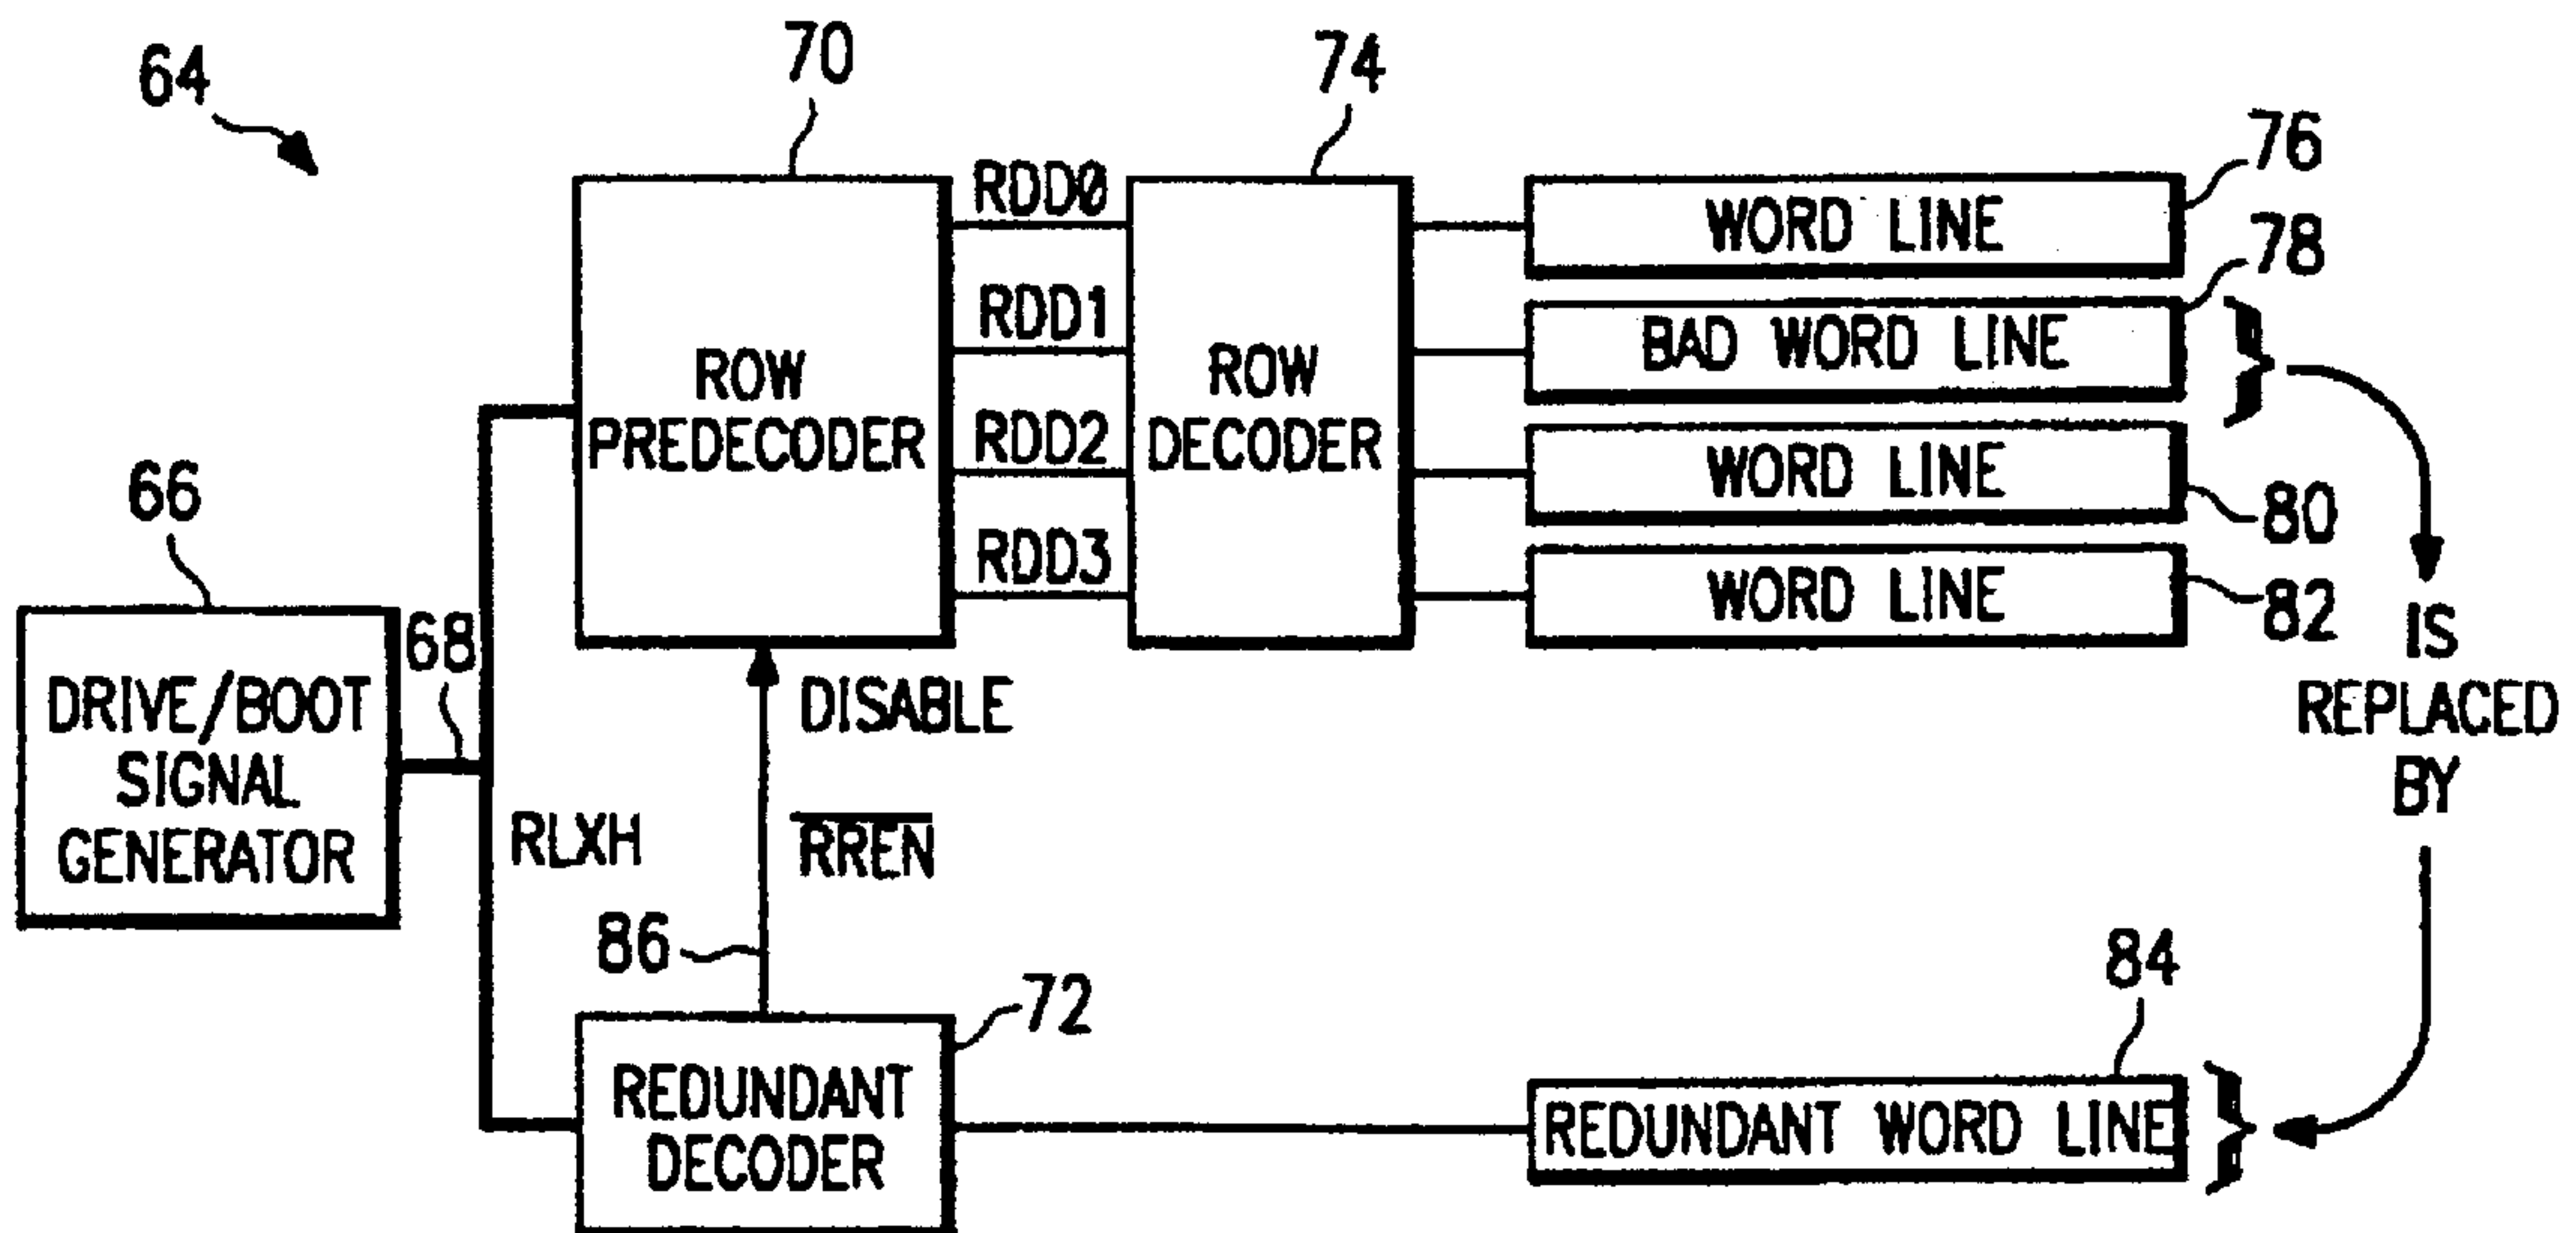 64
70
74
RDD0
RDD1
RDD2
RDD3
ROW
PREDECODER
ROW
DECODER
WORD LINE
76
BAD WORD LINE
78
WORD LINE
80
WORD LINE
82
IS
REPLACED
BY
66
68
DRIVE/BOOT
SIGNAL
GENERATOR
RLXH
DISABLE
R̅R̅E̅N̅
86
72
REDUNDANT
DECODER
84
REDUNDANT WORD LINE